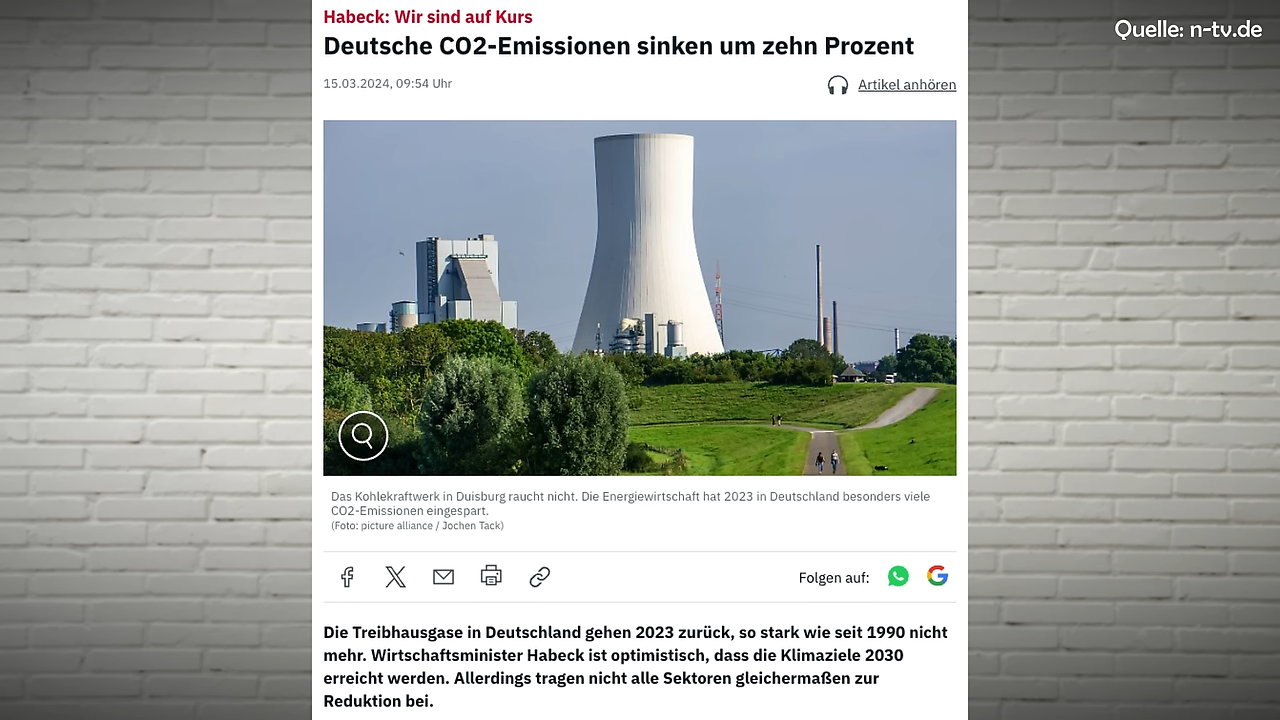 Habeck: Wir sind auf Kurs
Quelle: n-tv.de
Deutsche CO2-Emissionen sinken um zehn Prozent
15.03.2024, 09:54 Uhr
Artikel anhören
Das Kohlekraftwerk in Duisburg raucht nicht. Die Energiewirtschaft hat 2023 in Deutschland besonders viele
CO2-Emissionen eingespart.
(Foto: picture alliance / Jochen Tack)
Folgen auf:
Die Treibhausgase in Deutschland gehen 2023 zurück, so stark wie seit 1990 nicht
mehr. Wirtschaftsminister Habeck ist optimistisch, dass die Klimaziele 2030
erreicht werden. Allerdings tragen nicht alle Sektoren gleichermaßen zur
Reduktion bei.